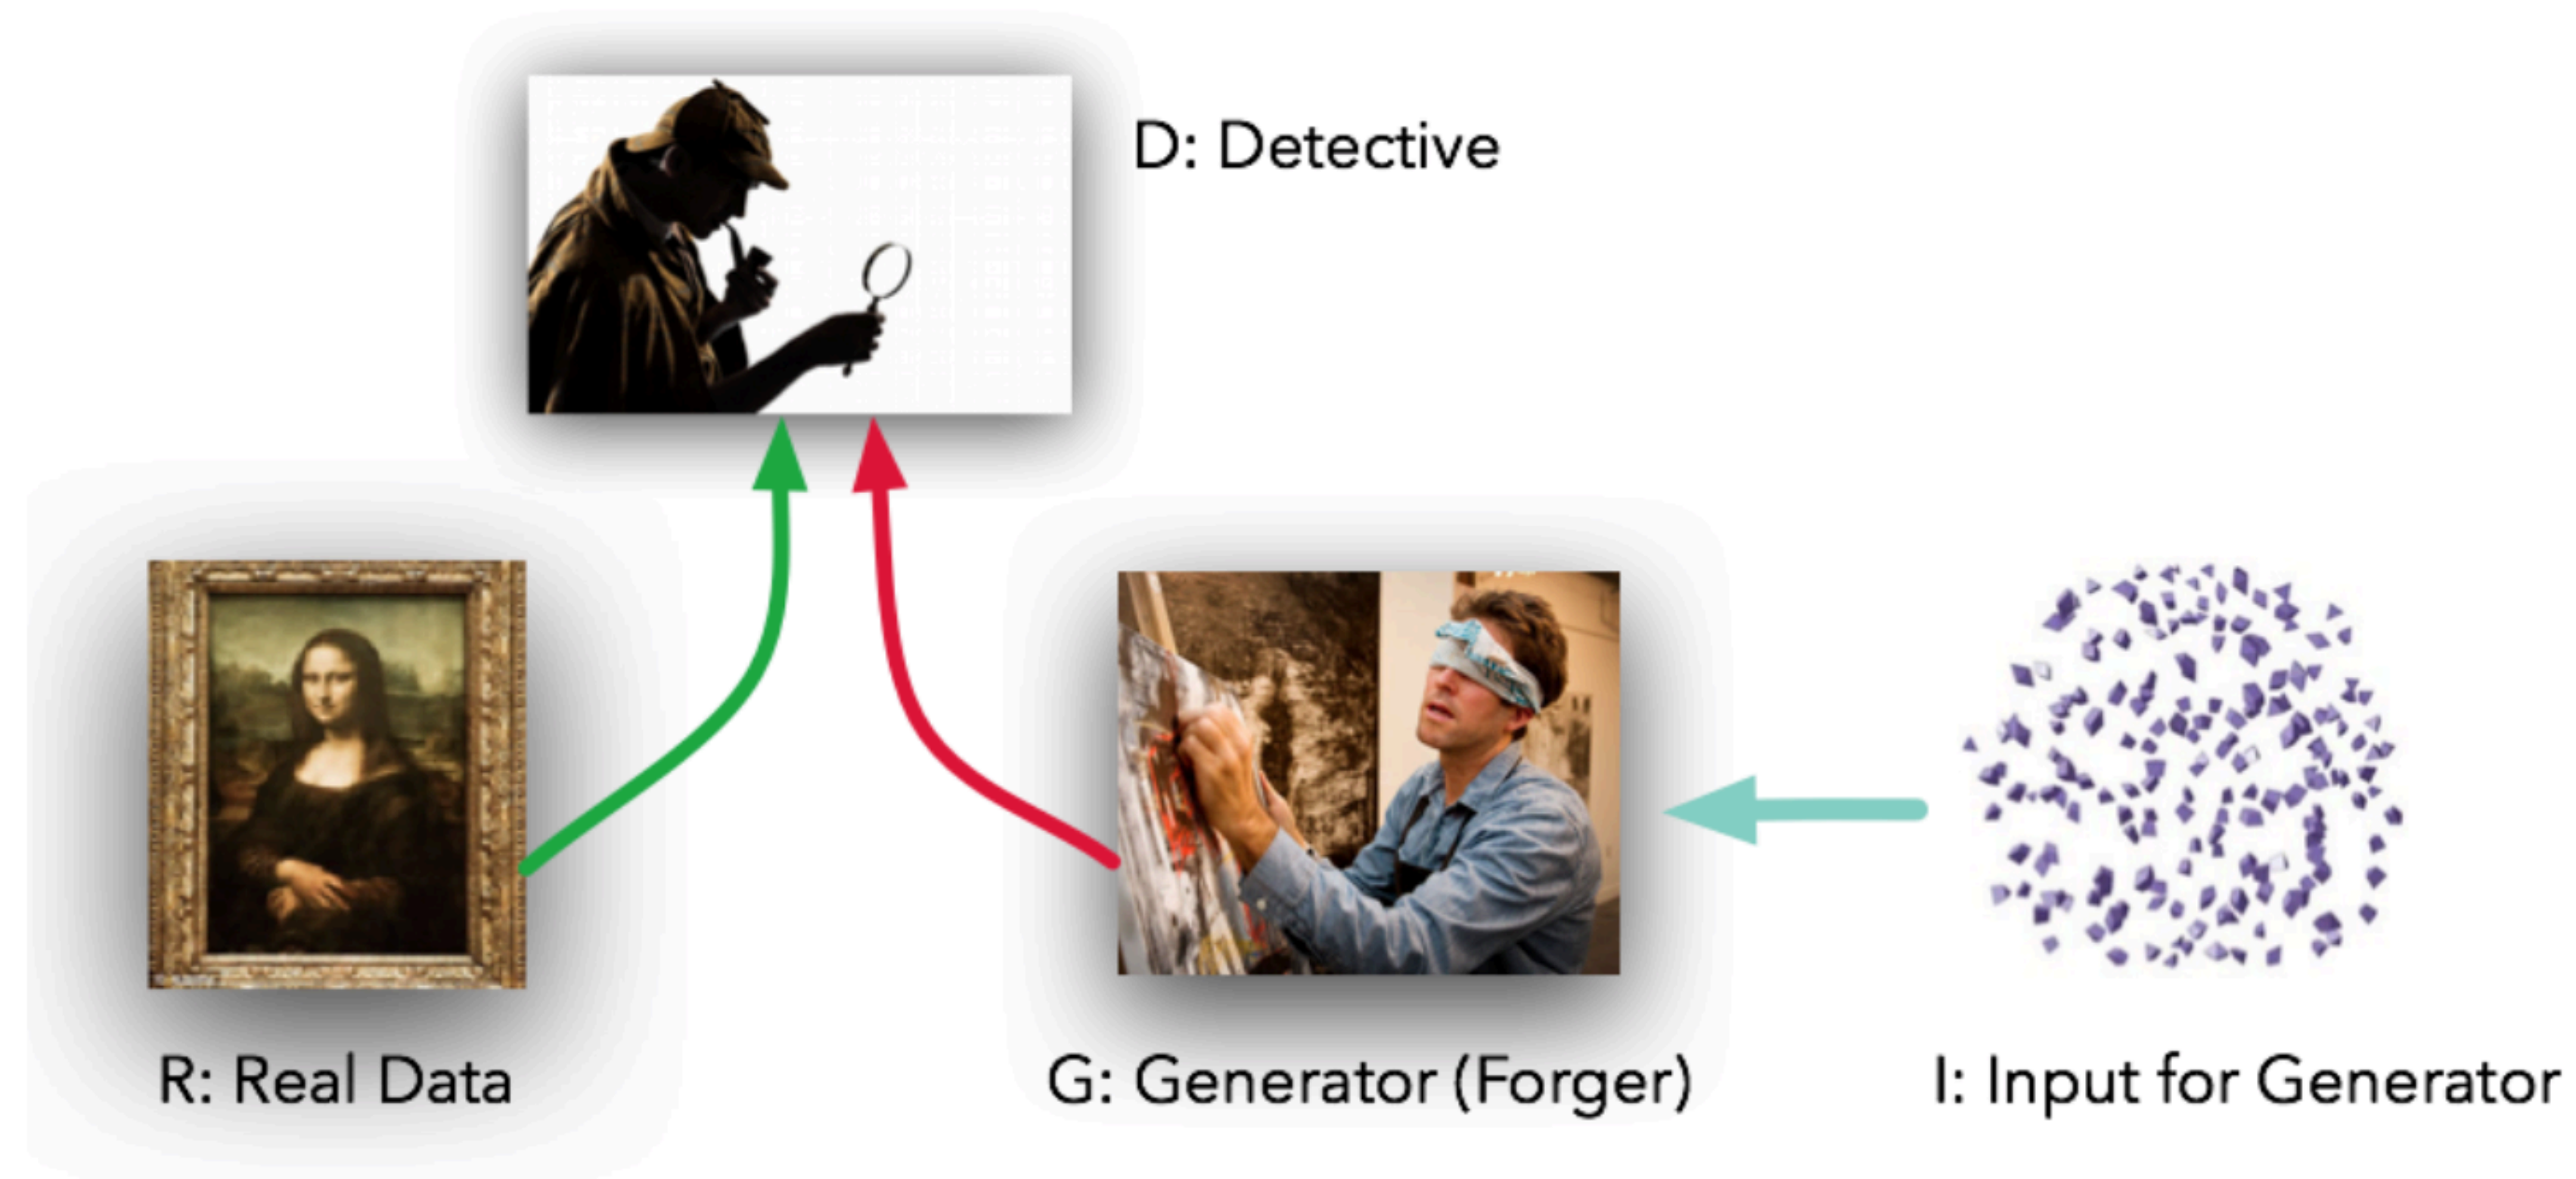 D: Detective
R: Real Data
G: Generator (Forger)
I: Input for Generator